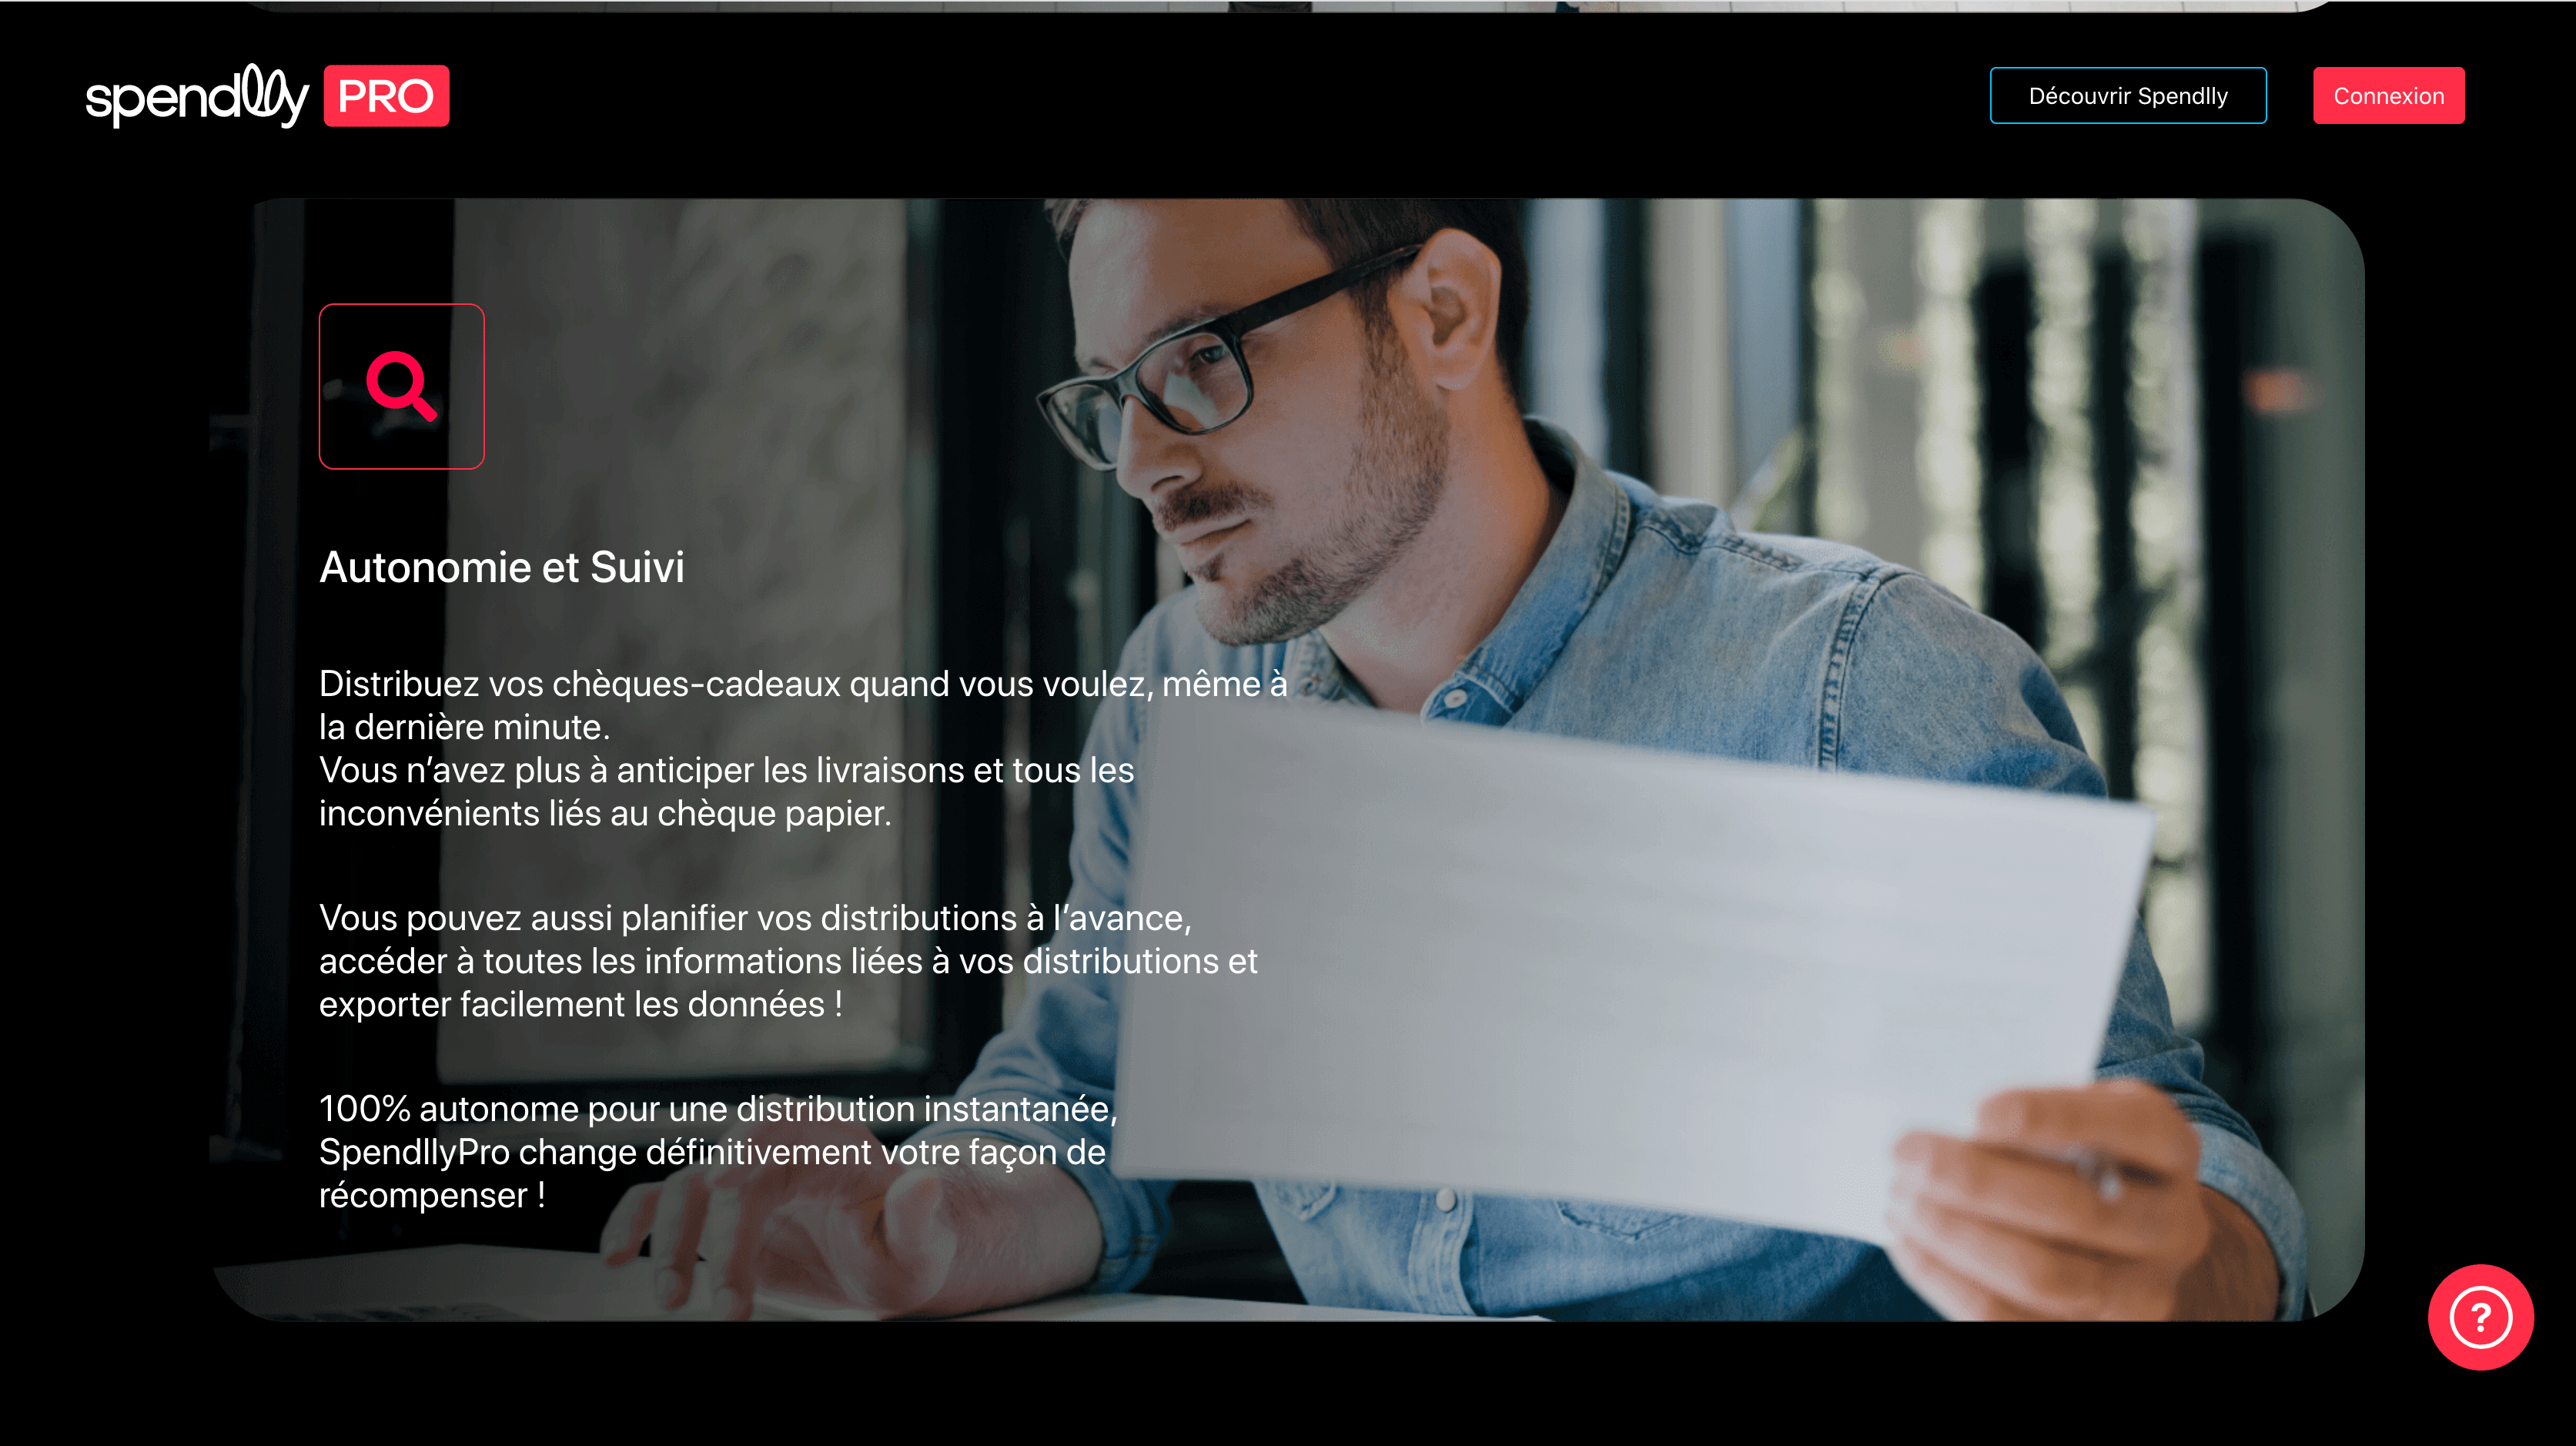 spendlly PRO
Découvrir Spendlly
Connexion
Autonomie et Suivi
Distribuez vos chèques-cadeaux quand vous voulez, même à
la dernière minute.
Vous n’avez plus à anticiper les livraisons et tous les
inconvénients liés au chèque papier.
Vous pouvez aussi planifier vos distributions à l’avance,
accéder à toutes les informations liées à vos distributions et
exporter facilement les données !
100% autonome pour une distribution instantanée,
SpendllyPro change définitivement votre façon de
récompenser !
?